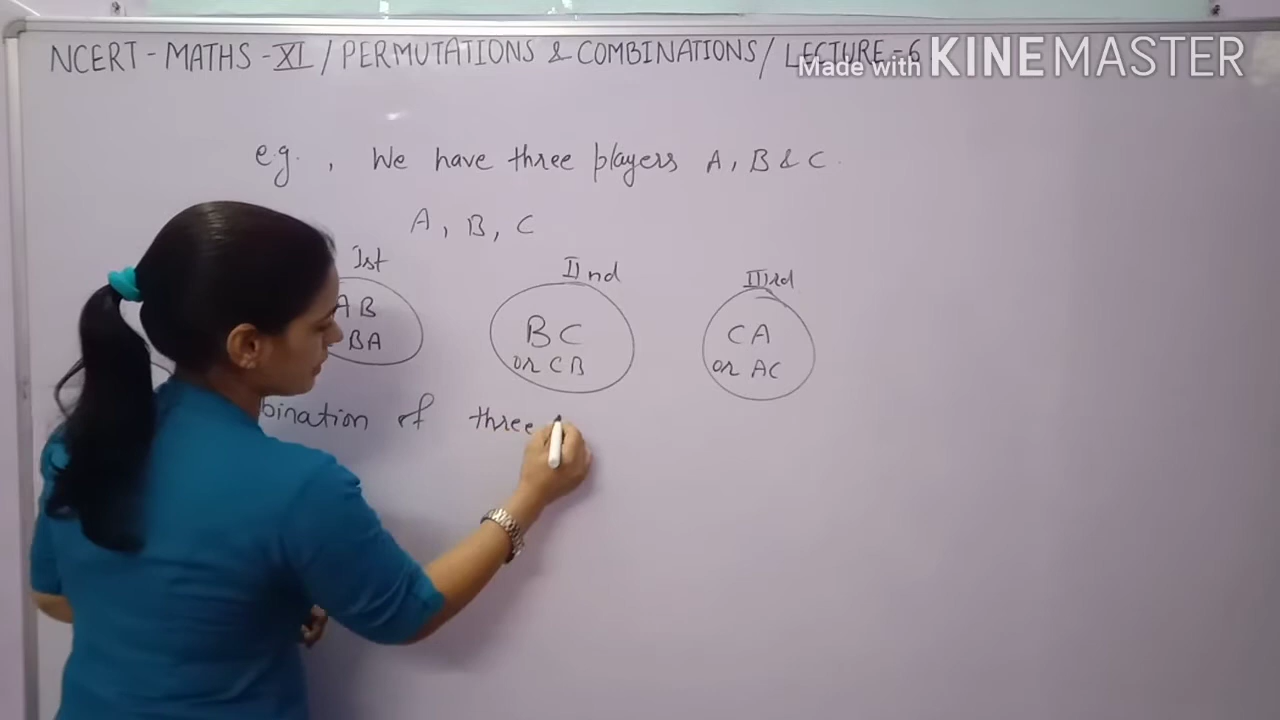 NCERT - MATHS - XI / PERMUTATIONS & COMBINATIONS / LECTURE - 6
Made with KINEMASTER
e.g. , We have three players A, B & C.
A, B, C
Ist
IInd
IIIrd
AB
BA
BC
or CB
CA
or AC
bination of three